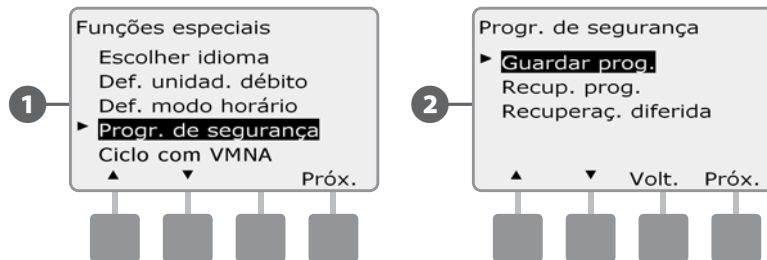 1
Funções especiais
Escolher idioma
Def. unidad. débito
Def. modo horário
Progr. de segurança
Ciclo com VMNA
Próx.
2
Progr. de segurança
Guardar prog.
Recup. prog.
Recuperaç. diferida
Volt. Próx.